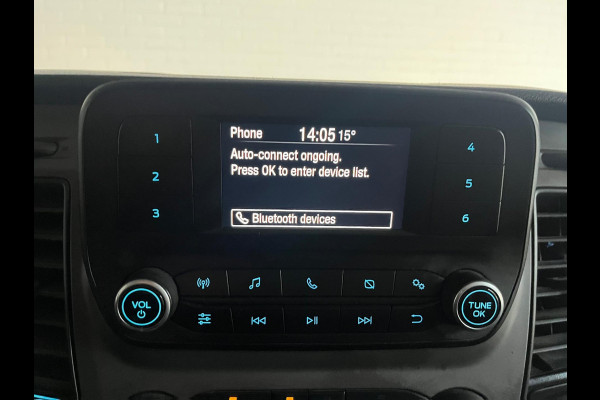 Phone 14:05 15°
Auto-connect ongoing.
Press OK to enter device list.
Bluetooth devices
1
2
3
4
5
6
VOL
TUNE
OK